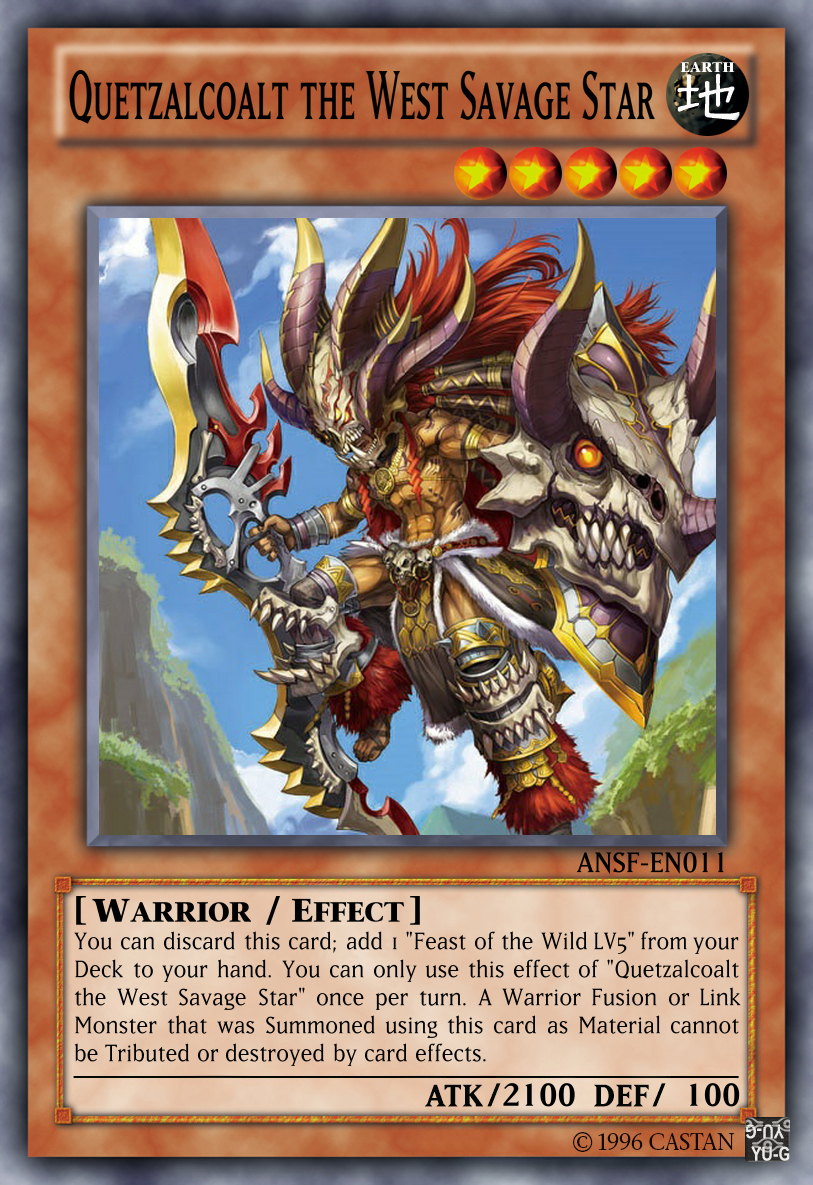 Quetzalcoalt the West Savage Star
EARTH
地
ANSF-EN011
[ Warrior / Effect ]
You can discard this card; add 1 "Feast of the Wild LV5" from your
Deck to your hand. You can only use this effect of "Quetzalcoalt
the West Savage Star" once per turn. A Warrior Fusion or Link
Monster that was Summoned using this card as Material cannot
be Tributed or destroyed by card effects.
ATK/2100 DEF/ 100
© 1996 CASTAN
YU-G
YU-G